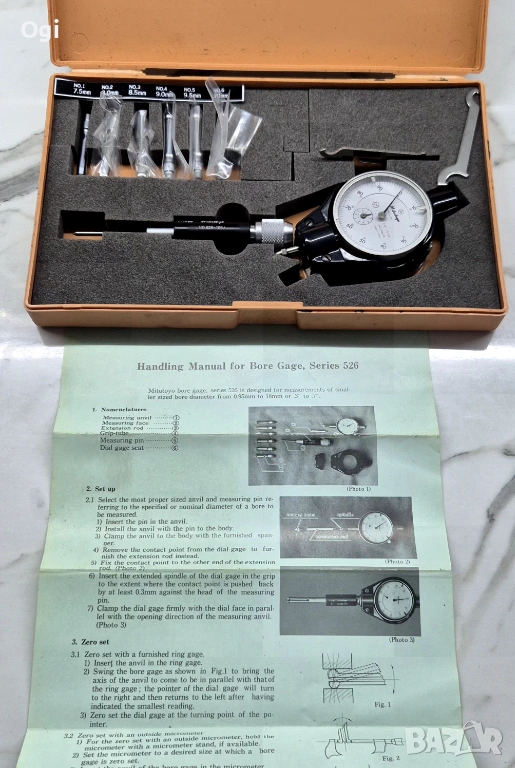 Ogi
NO.1 NO.2 NO.3 NO.4 NO.5 NO.6
7.5mm 8.0mm 8.5mm 9.0mm 9.5mm
Handling Manual for Bore Gage, Series 526
Mitutoyo bore gage, series 526 is designed for measurements of smal-
ler sized bore diameter from 0.95mm to 18mm or
1. Nomenclatures
Measuring anvil ①
Measuring face ②
Extension rod ③
Grip-tube ④
Measuring pin ⑤
Dial gage seat ⑥
(Photo 1)
2. Set up
2.1 Select the most proper sized anvil and measuring pin re-
ferring to the specified or nominal diameter of a bore to
be measured.
1) Insert the pin in the anvil.
2) Install the anvil with the pin to the body.
3) Clamp the anvil to the body with the furnished span-
ner.
4) Remove the contact point from the dial gage to fur-
nish the extension rod instead.
5) Fix the contact point to the other end of the extension
rod. (Photo 2)
(Photo 2)
6) Insert the extended spindle of the dial gage in the grip
to the extent where the contact point is pushed back
by at least 0.3mm against the head of the measuring
pin.
7) Clamp the dial gage firmly with the dial face in paral-
lel with the opening direction of the measuring anvil.
(Photo 3)
(Photo 3)
3. Zero set
3.1 Zero set with a furnished ring gage.
1) Insert the anvil in the ring gage.
2) Swing the bore gage as shown in Fig.1 to bring the
axis of the anvil to come to be in parallel with that of
the ring gage; the pointer of the dial gage will turn
to the right and then returns to the left after having
indicated the smallest reading.
3) Zero set the dial gage at the turning point of the po-
inter.
Fig. 1
3.2 Zero set with an outside micrometer
1) For the zero set with an outside micrometer, hold the
micrometer with a micrometer stand, if available.
2) Set the micrometer to a desired size at which a bore
gage is zero set.
Fig. 2
BAZAR